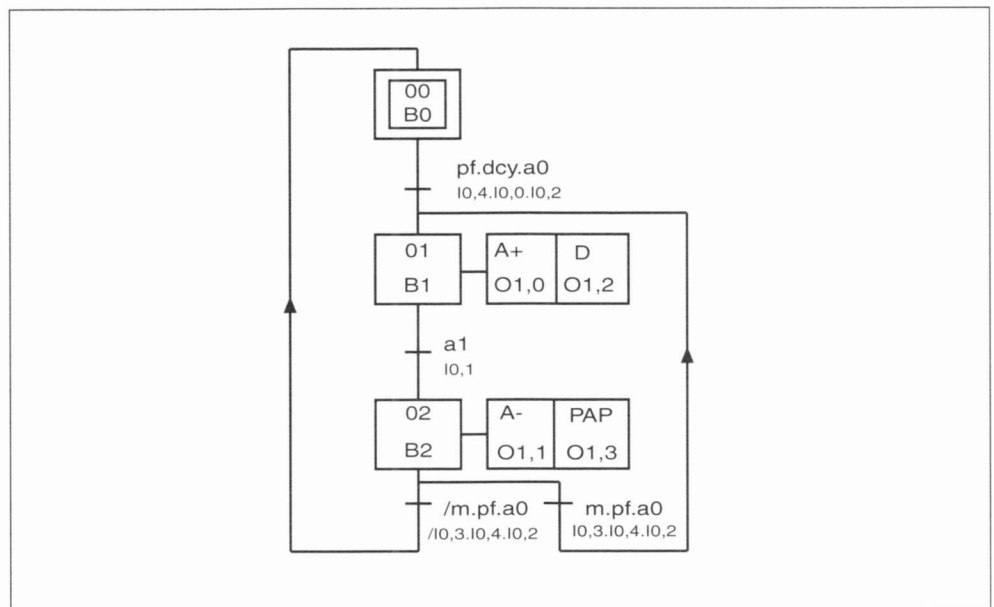 00
B0
pf.dcy.a0
I0,4.I0,0.I0,2
01
B1
A+
O1,0
D
O1,2
a1
I0,1
02
B2
A-
O1,1
PAP
O1,3
/m.pf.a0
/I0,3.I0,4.I0,2
m.pf.a0
I0,3.I0,4.I0,2